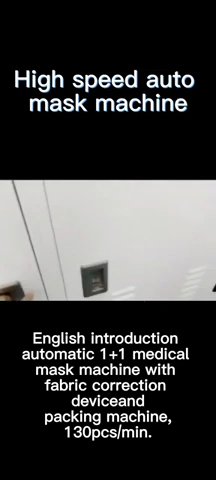 High speed auto
mask machine
English introduction
automatic 1+1 medical
mask machine with
fabric correction
deviceand
packing machine,
130pcs/min.